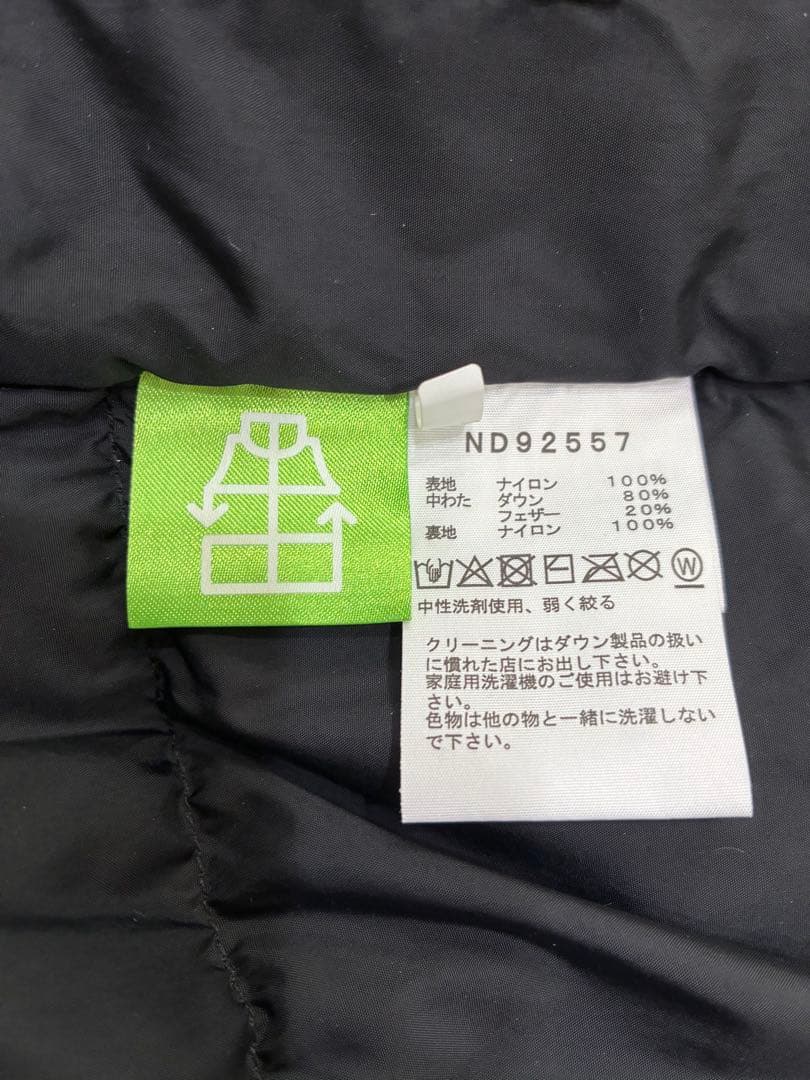 ND92557
表地 ナイロン 100%
中わた ダウン 80%
フェザー 20%
裏地 ナイロン 100%
W
中性洗剤使用、弱く絞る
クリーニングはダウン製品の扱い
に慣れた店にお出し下さい。
家庭用洗濯機のご使用はお避け下
さい。
色物は他の物と一緒に洗濯しない
で下さい。